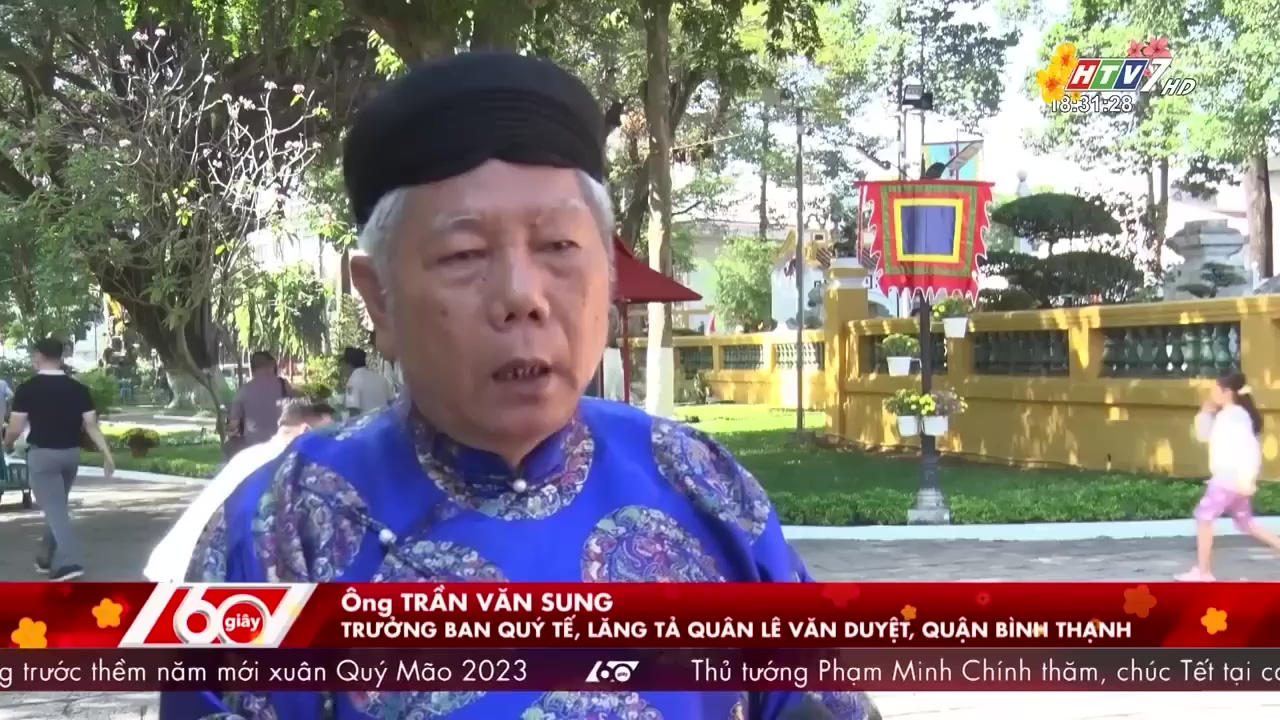 HTV7 HD
18:31:28
60 giây
Ông TRẦN VĂN SUNG
TRƯỞNG BAN QUÝ TẾ, LĂNG TẢ QUÂN LÊ VĂN DUYỆT, QUẬN BÌNH THẠNH
g trước thềm năm mới xuân Quý Mão 2023 60 giây Thủ tướng Phạm Minh Chính thăm, chúc Tết tại